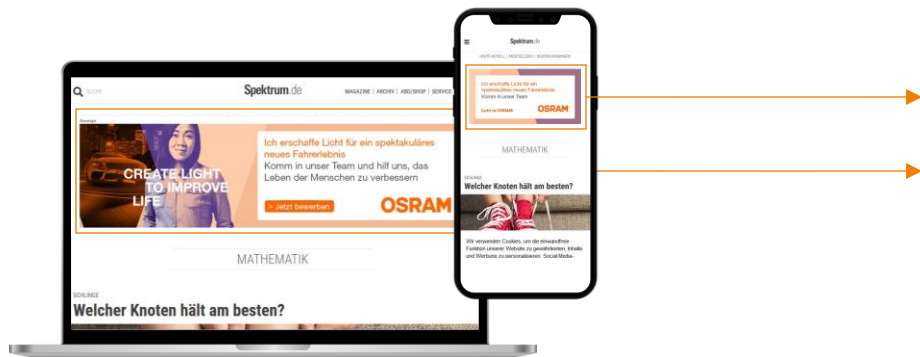 SUCHE
Spektrum.de
MAGAZINE | ARCHIV | ABO/SHOP | SERVICE
Anzeige
CREATE LIGHT
TO IMPROVE
LIFE
Ich erschaffe Licht für ein spektakuläres
neues Fahrerlebnis
Komm in unser Team und hilf uns, das
Leben der Menschen zu verbessern
> Jetzt bewerben
OSRAM
MATHEMATIK
SCHLINGE
Welcher Knoten hält am besten?
Spektrum.de
Ich erschaffe Licht für ein
spektakuläres neues Fahrerlebnis
Komm in unser Team
Licht ist OSRAM
OSRAM
MATHEMATIK
SCHLINGE
Welcher Knoten hält am besten?
Wir verwenden Cookies, um die einwandfreie
Funktion unserer Website zu gewährleisten, Inhalte
und Werbung zu personalisieren, Social Media-